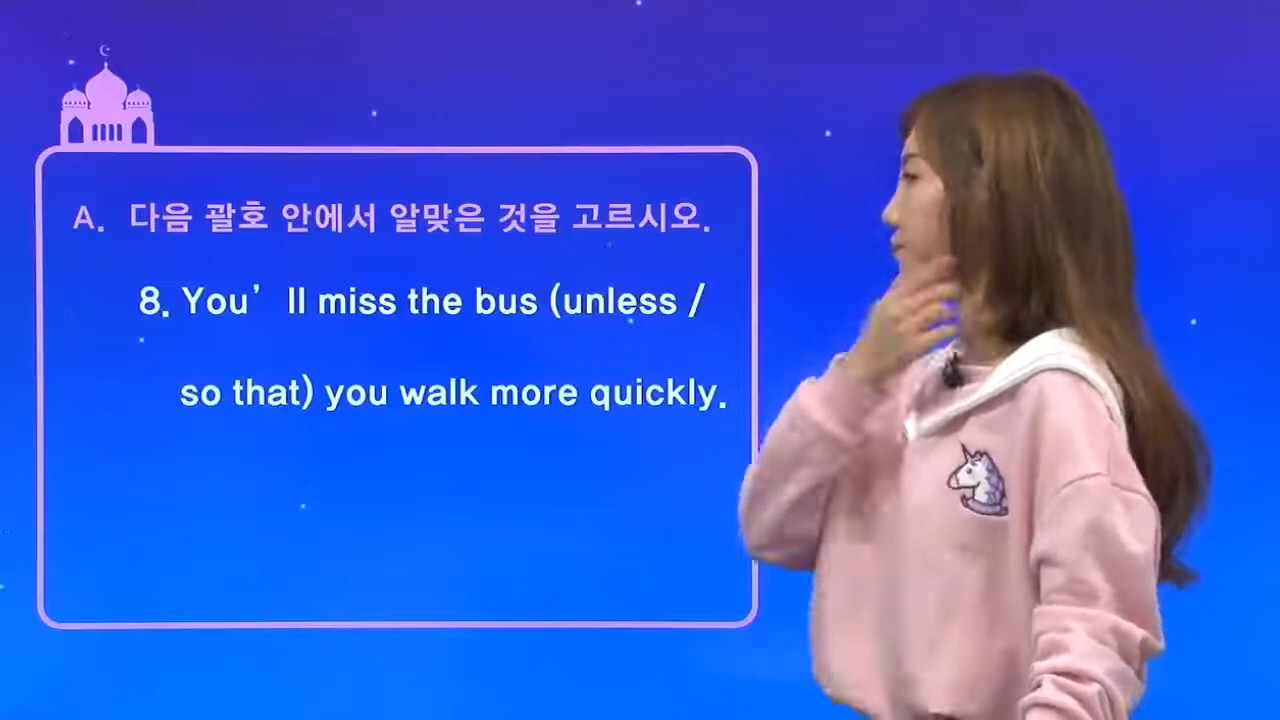 A. 다음 괄호 안에서 알맞은 것을 고르시오.
8. You'll miss the bus (unless /
so that) you walk more quickly.